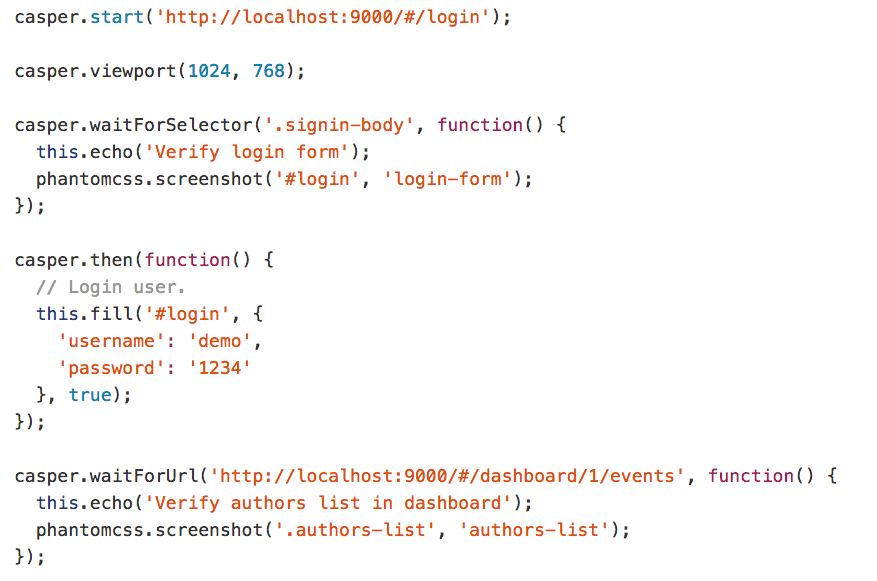 casper.start('http://localhost:9000/#/login');

casper.viewport(1024, 768);

casper.waitForSelector('.signin-body', function() {
  this.echo('Verify login form');
  phantomcss.screenshot('#login', 'login-form');
});

casper.then(function() {
  // Login user.
  this.fill('#login', {
    'username': 'demo',
    'password': '1234'
  }, true);
});

casper.waitForUrl('http://localhost:9000/#/dashboard/1/events', function() {
  this.echo('Verify authors list in dashboard');
  phantomcss.screenshot('.authors-list', 'authors-list');
});